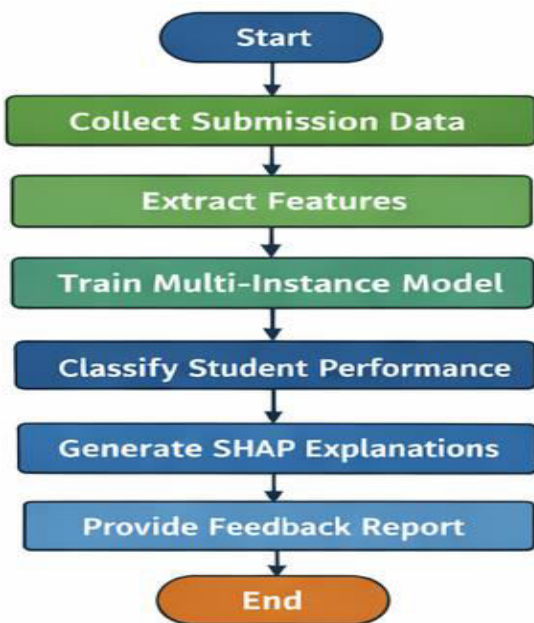 Start
Collect Submission Data
Extract Features
Train Multi-Instance Model
Classify Student Performance
Generate SHAP Explanations
Provide Feedback Report
End